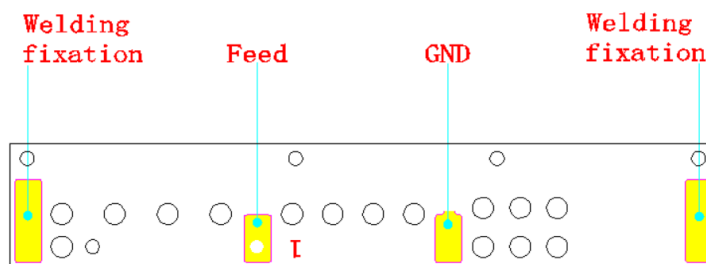 Welding
fixation
Feed
GND
Welding
fixation
1